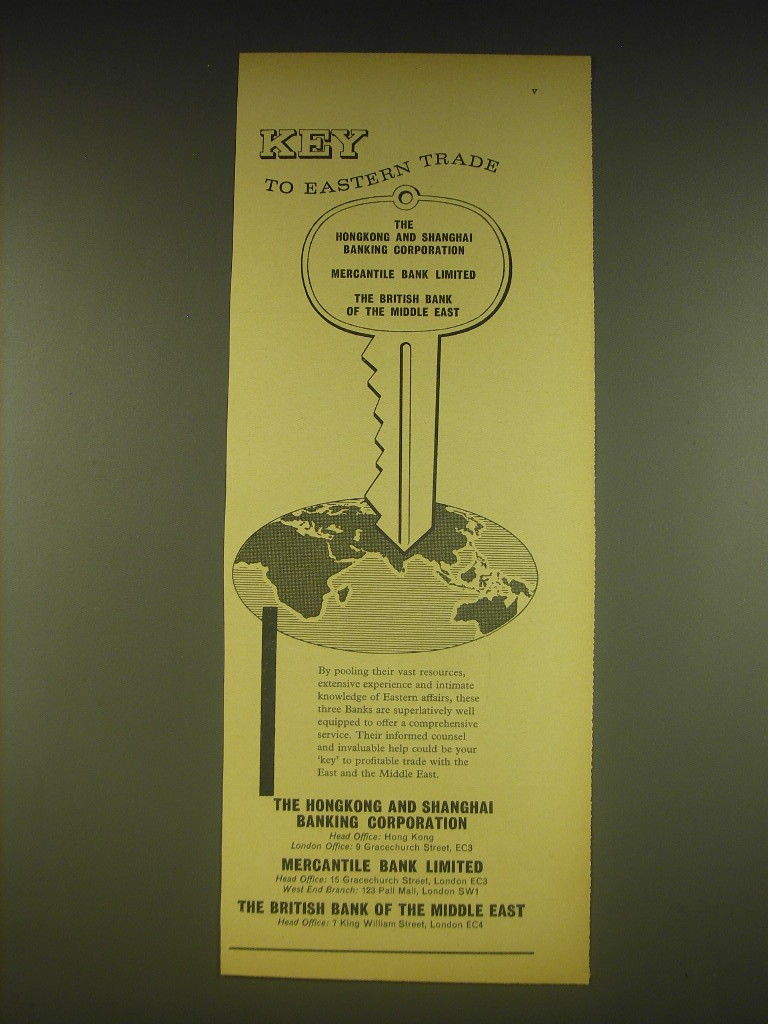 v
KEY
TO EASTERN TRADE
THE
HONGKONG AND SHANGHAI
BANKING CORPORATION
MERCANTILE BANK LIMITED
THE BRITISH BANK
OF THE MIDDLE EAST
By pooling their vast resources,
extensive experience and intimate
knowledge of Eastern affairs, these
three Banks are superlatively well
equipped to offer a comprehensive
service. Their informed counsel
and invaluable help could be your
'key' to profitable trade with the
East and the Middle East.
THE HONGKONG AND SHANGHAI
BANKING CORPORATION
Head Office: Hong Kong
London Office: 9 Gracechurch Street, EC3
MERCANTILE BANK LIMITED
Head Office: 15 Gracechurch Street, London EC3
West End Branch: 123 Pall Mall, London SW1
THE BRITISH BANK OF THE MIDDLE EAST
Head Office: 7 King William Street, London EC4